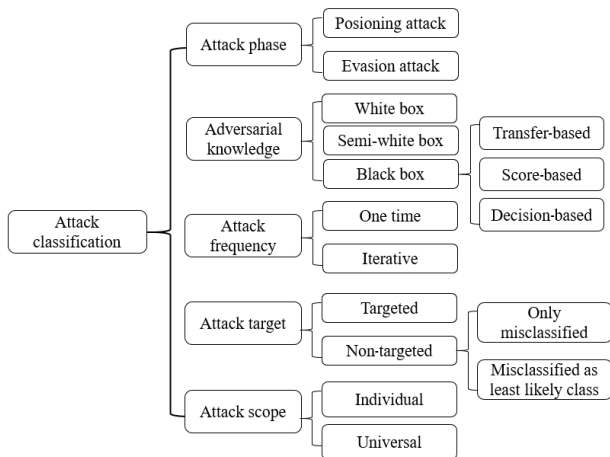 Attack
classification
Attack phase
Posioning attack
Evasion attack
Adversarial
knowledge
White box
Semi-white box
Black box
Transfer-based
Score-based
Decision-based
Attack
frequency
One time
Iterative
Attack target
Targeted
Non-targeted
Only
misclassified
Misclassified as
least likely class
Attack scope
Individual
Universal